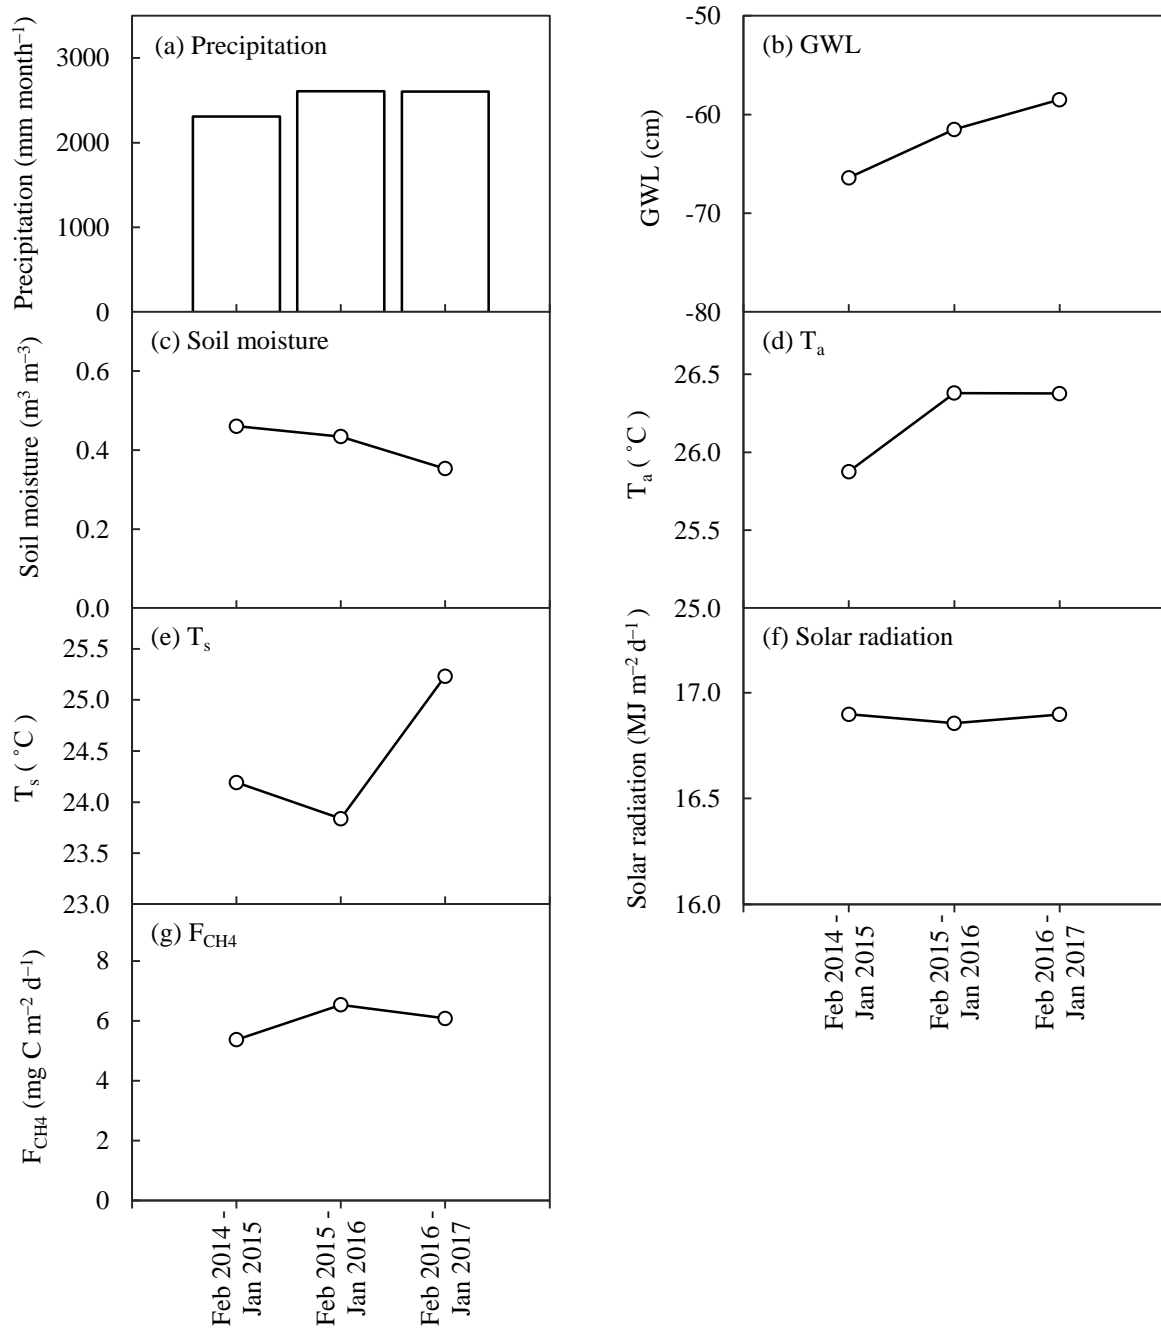 (a) Precipitation
Precipitation (mm month⁻¹)
3000
2000
1000
0
(b) GWL
GWL (cm)
-50
-60
-70
-80
(c) Soil moisture
Soil moisture (m³ m⁻³)
0.6
0.4
0.2
0.0
(d) Tₐ
Tₐ ( ˚C )
26.5
26.0
25.5
25.0
(e) Tₛ
Tₛ ( ˚C )
25.5
25.0
24.5
24.0
23.5
23.0
(f) Solar radiation
Solar radiation (MJ m⁻² d⁻¹)
17.0
16.5
16.0
Feb 2014 -
Jan 2015
Feb 2015 -
Jan 2016
Feb 2016 -
Jan 2017
(g) F_CH4
F_CH4 (mg C m⁻² d⁻¹)
8
6
4
2
0
Feb 2014 -
Jan 2015
Feb 2015 -
Jan 2016
Feb 2016 -
Jan 2017